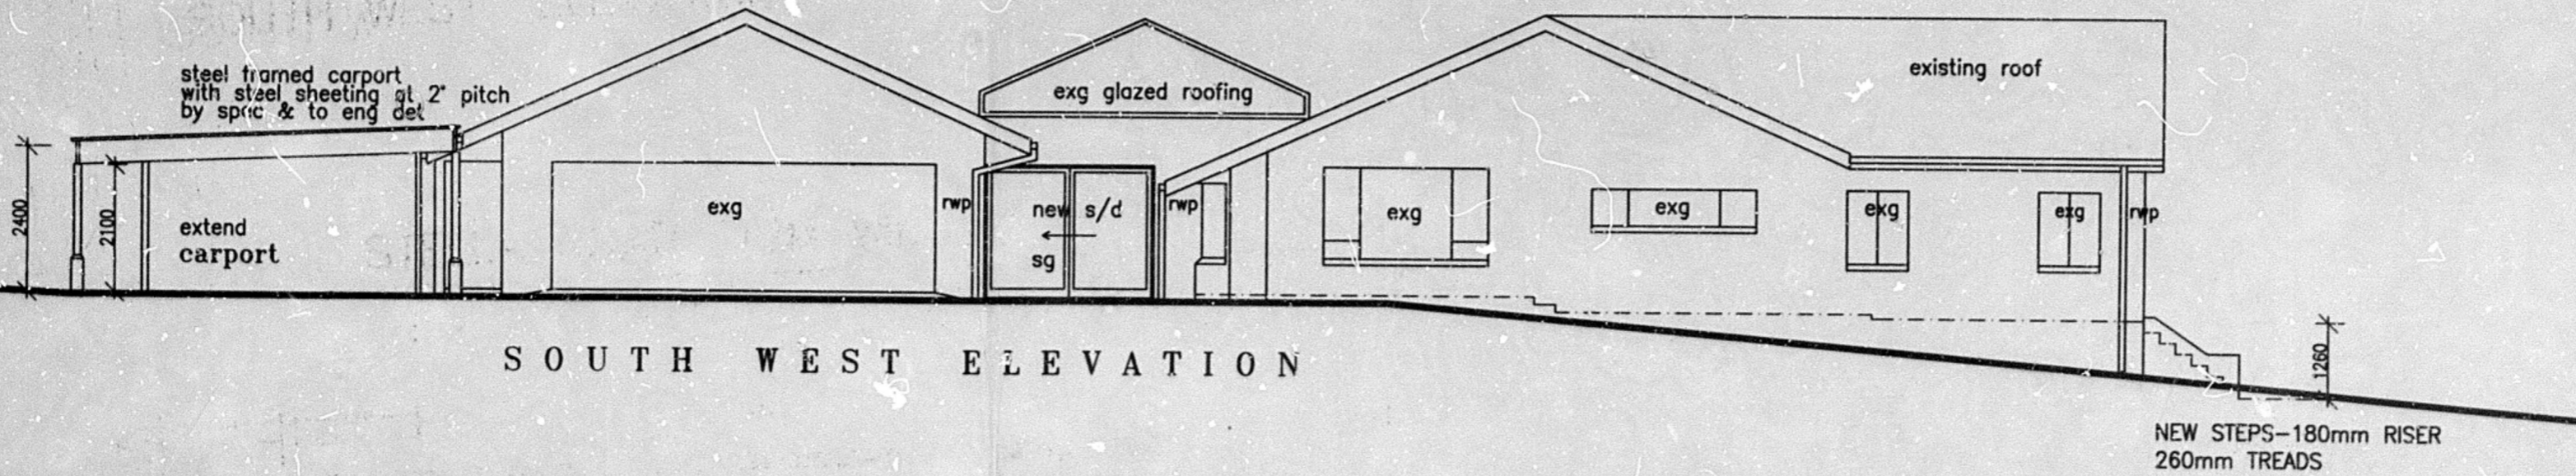 steel framed carport
with steel sheeting at 2° pitch
by spec & to eng det
exg glazed roofing
existing roof
2400
2100
extend
carport
exg
rwp
new s/d
sg
rwp
exg
exg
exg
exg
rwp
SOUTH WEST ELEVATION
1260
NEW STEPS-180mm RISER
260mm TREADS